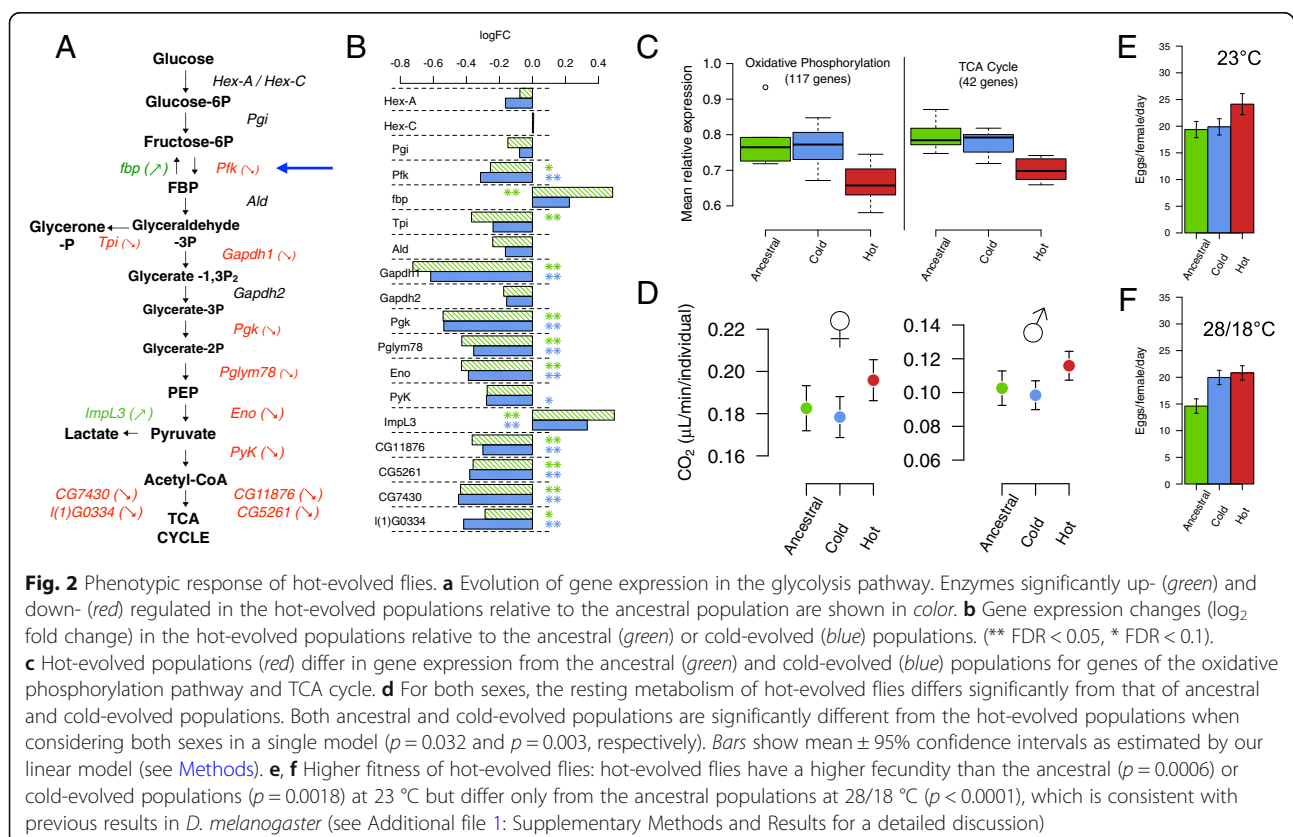 A
Glucose
Hex-A / Hex-C
Glucose-6P
Pgi
Fructose-6P
fbp (↗)
Pfk (↘)
FBP
Ald
Glycerone
-P
Glyceraldehyde
-3P
Tpi (↘)
Gapdh1 (↘)
Glycerate -1,3P₂
Gapdh2
Glycerate-3P
Pgk (↘)
Glycerate-2P
Pglym78 (↘)
PEP
ImpL3 (↗)
Eno (↘)
Lactate
Pyruvate
PyK (↘)
Acetyl-CoA
CG7430 (↘)
CG11876 (↘)
l(1)G0334 (↘)
CG5261 (↘)
TCA
CYCLE
B
logFC
-0.8 -0.4 0.0 0.4
Hex-A
Hex-C
Pgi
Pfk * **
fbp **
Tpi **
Ald
Gapdh1 ** **
Gapdh2
Pgk ** **
Pglym78 ** **
Eno ** **
PyK *
ImpL3 ** **
CG11876 ** **
CG5261 ** **
CG7430 ** **
l(1)G0334 * **
C
Oxidative Phosphorylation
(117 genes)
TCA Cycle
(42 genes)
Mean relative expression
1.0
0.9
0.8
0.7
0.6
Ancestral
Cold
Hot
Ancestral
Cold
Hot
D
♀
♂
CO₂ (µL/min/individual)
0.22
0.20
0.18
0.16
0.14
0.12
0.10
0.08
0.06
Ancestral
Cold
Hot
Ancestral
Cold
Hot
E
23°C
Eggs/female/day
35
30
25
20
15
10
5
0
Ancestral
Cold
Hot
F
28/18°C
Eggs/female/day
35
30
25
20
15
10
5
0
Ancestral
Cold
Hot
Fig. 2 Phenotypic response of hot-evolved flies. a Evolution of gene expression in the glycolysis pathway. Enzymes significantly up- (green) and
down- (red) regulated in the hot-evolved populations relative to the ancestral population are shown in color. b Gene expression changes (log₂
fold change) in the hot-evolved populations relative to the ancestral (green) or cold-evolved (blue) populations. (** FDR < 0.05, * FDR < 0.1).
c Hot-evolved populations (red) differ in gene expression from the ancestral (green) and cold-evolved (blue) populations for genes of the oxidative
phosphorylation pathway and TCA cycle. d For both sexes, the resting metabolism of hot-evolved flies differs significantly from that of ancestral
and cold-evolved populations. Both ancestral and cold-evolved populations are significantly different from the hot-evolved populations when
considering both sexes in a single model (p = 0.032 and p = 0.003, respectively). Bars show mean ± 95% confidence intervals as estimated by our
linear model (see Methods). e, f Higher fitness of hot-evolved flies: hot-evolved flies have a higher fecundity than the ancestral (p = 0.0006) or
cold-evolved populations (p = 0.0018) at 23 °C but differ only from the ancestral populations at 28/18 °C (p < 0.0001), which is consistent with
previous results in D. melanogaster (see Additional file 1: Supplementary Methods and Results for a detailed discussion)